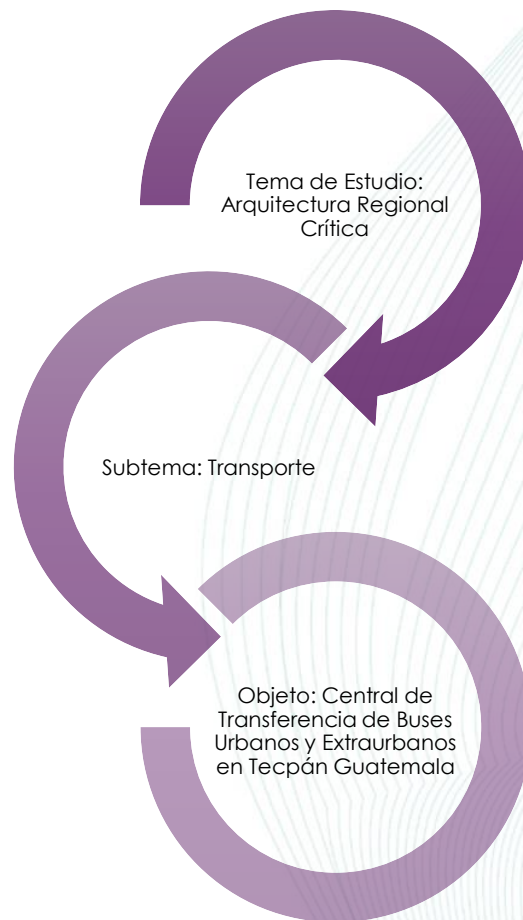 Tema de Estudio:
Arquitectura Regional
Crítica
Subtema: Transporte
Objeto: Central de
Transferencia de Buses
Urbanos y Extraurbanos
en Tecpán Guatemala